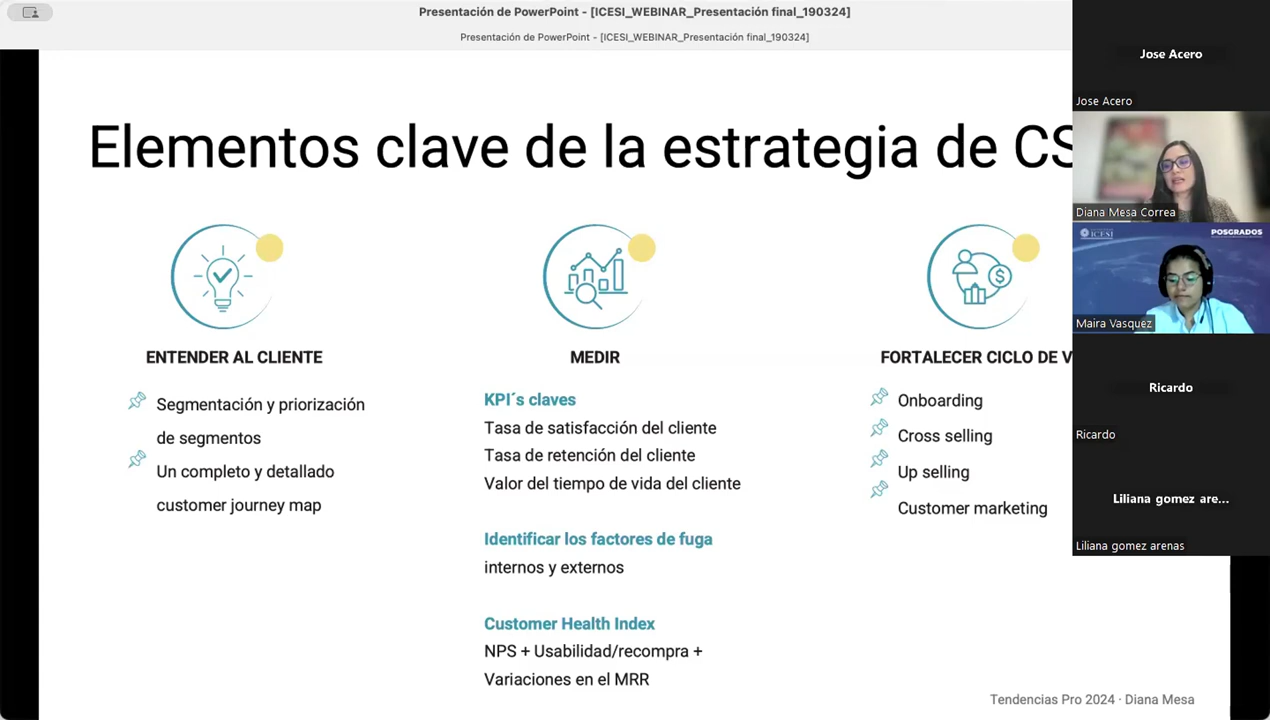 Presentación de PowerPoint - [ICESI_WEBINAR_Presentación final_190324]
Presentación de PowerPoint - [ICESI_WEBINAR_Presentación final_190324]
Elementos clave de la estrategia de CS
ENTENDER AL CLIENTE
Segmentación y priorización
de segmentos
Un completo y detallado
customer journey map
MEDIR
KPI´s claves
Tasa de satisfacción del cliente
Tasa de retención del cliente
Valor del tiempo de vida del cliente
Identificar los factores de fuga
internos y externos
Customer Health Index
NPS + Usabilidad/recompra +
Variaciones en el MRR
FORTALECER CICLO DE V
Onboarding
Cross selling
Up selling
Customer marketing
Tendencias Pro 2024 · Diana Mesa
Jose Acero
Jose Acero
Diana Mesa Correa
ICESI
POSGRADOS
Maira Vasquez
Ricardo
Ricardo
Liliana gomez are...
Liliana gomez arenas